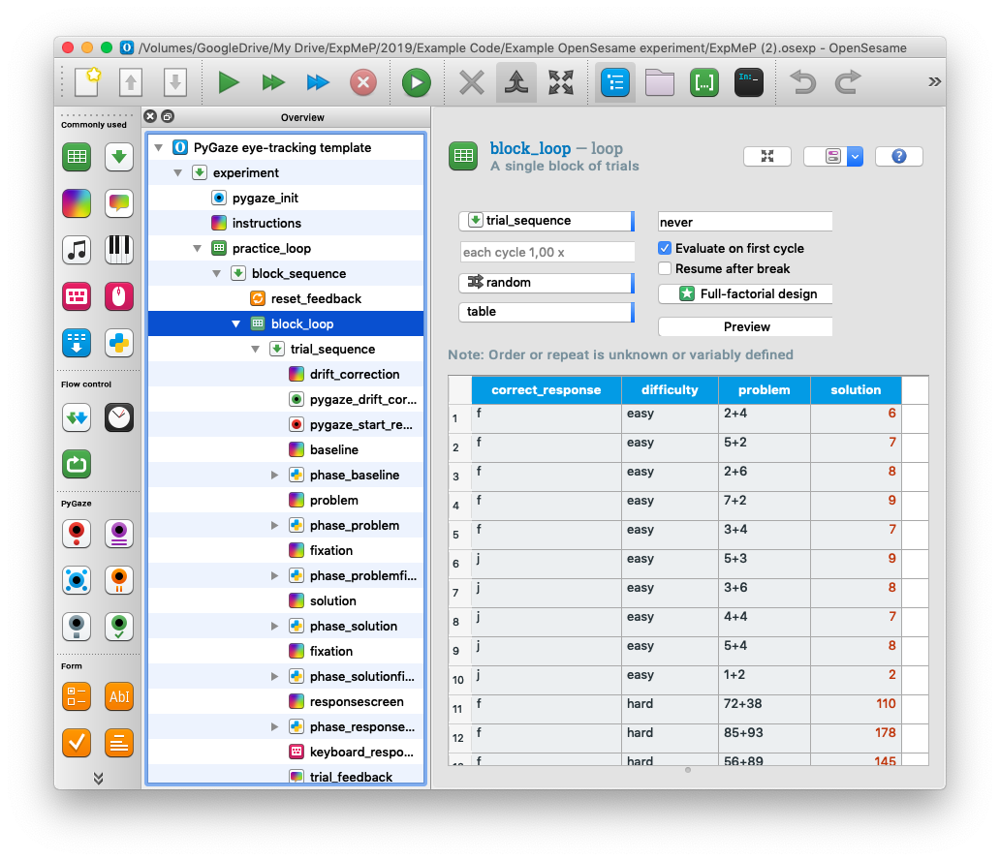 /Volumes/GoogleDrive/My Drive/ExpMeP/2019/Example Code/Example OpenSesame experiment/ExpMeP (2).osexp - OpenSesame
In:_
[...]
»
Commonly used
Flow control
PyGaze
Form
AbI
Overview
PyGaze eye-tracking template
experiment
pygaze_init
instructions
practice_loop
block_sequence
reset_feedback
block_loop
trial_sequence
drift_correction
pygaze_drift_cor...
pygaze_start_re...
baseline
phase_baseline
problem
phase_problem
fixation
phase_problemfi...
solution
phase_solution
fixation
phase_solutionfi...
responsescreen
phase_response...
keyboard_respo...
trial_feedback
block_loop — loop
A single block of trials
?
trial_sequence
never
each cycle 1,00 x
Evaluate on first cycle
Resume after break
random
Full-factorial design
table
Preview
Note: Order or repeat is unknown or variably defined
correct_response difficulty problem solution
1 f easy 2+4 6
2 f easy 5+2 7
3 f easy 2+6 8
4 f easy 7+2 9
5 f easy 3+4 7
6 j easy 5+3 9
7 j easy 3+6 8
8 j easy 4+4 7
9 j easy 5+4 8
10 j easy 1+2 2
11 f hard 72+38 110
12 f hard 85+93 178
f hard 56+89 145